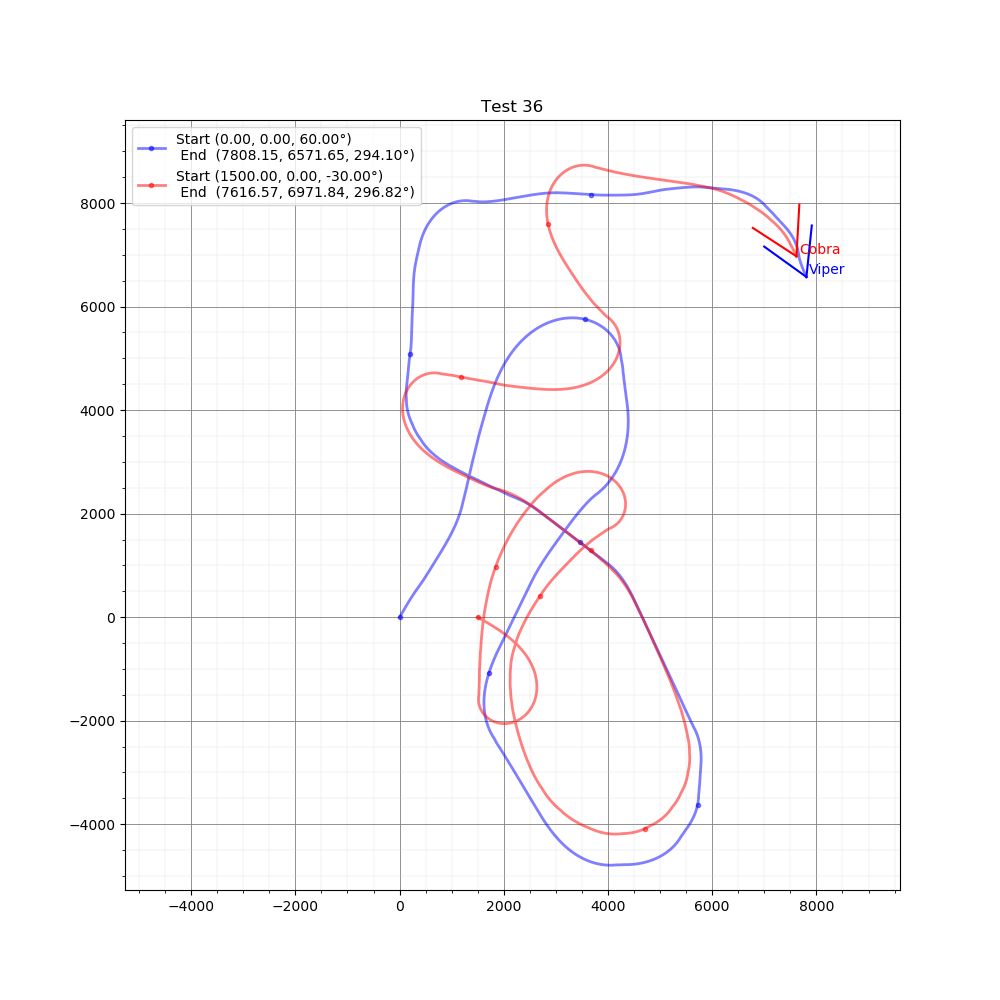 Test 36
Start (0.00, 0.00, 60.00°)
End  (7808.15, 6571.65, 294.10°)
Start (1500.00, 0.00, -30.00°)
End  (7616.57, 6971.84, 296.82°)
8000
6000
4000
2000
0
−2000
−4000
Cobra
Viper
−4000 −2000 0 2000 4000 6000 8000